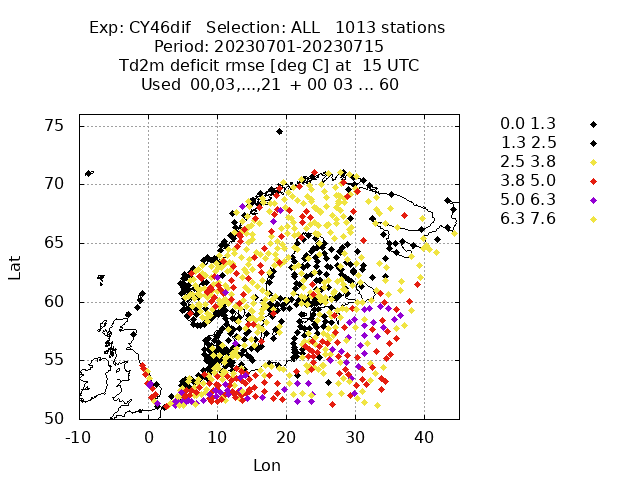 Exp: CY46dif   Selection: ALL   1013 stations
Period: 20230701-20230715
Td2m deficit rmse [deg C] at  15 UTC
Used  00,03,...,21  + 00 03 ... 60
0.0 1.3
1.3 2.5
2.5 3.8
3.8 5.0
5.0 6.3
6.3 7.6
75
70
65
60
55
50
Lat
-10 0 10 20 30 40
Lon